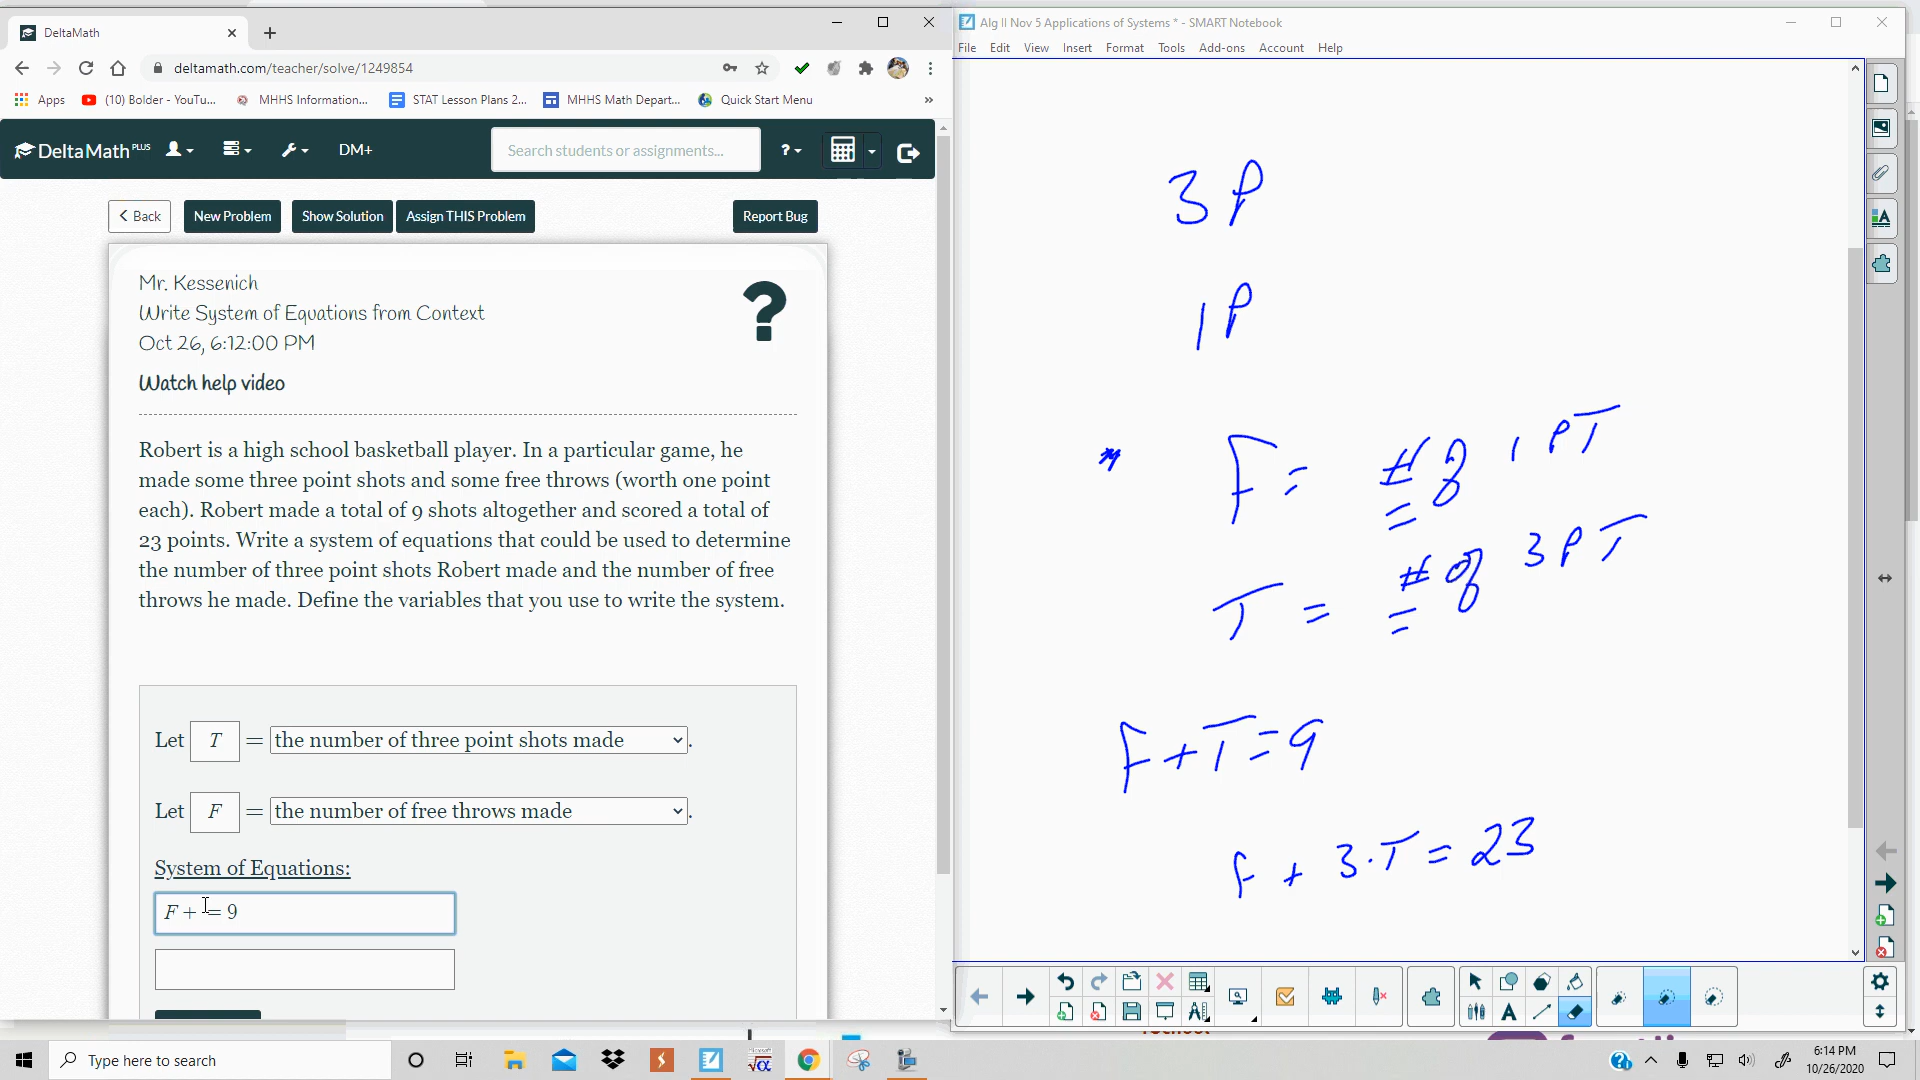 DeltaMath
Alg II Nov 5 Applications of Systems * - SMART Notebook
File Edit View Insert Format Tools Add-ons Account Help
deltamath.com/teacher/solve/1249854
Apps (10) Bolder - YouTu... MHHS Information... STAT Lesson Plans 2... MHHS Math Depart... Quick Start Menu »
DeltaMath PLUS DM+ Search students or assignments... ?
Back New Problem Show Solution Assign THIS Problem Report Bug
Mr. Kessenich
Write System of Equations from Context
Oct 26, 6:12:00 PM
Watch help video
?
Robert is a high school basketball player. In a particular game, he
made some three point shots and some free throws (worth one point
each). Robert made a total of 9 shots altogether and scored a total of
23 points. Write a system of equations that could be used to determine
the number of three point shots Robert made and the number of free
throws he made. Define the variables that you use to write the system.
Let T = the number of three point shots made.
Let F = the number of free throws made.
System of Equations:
F + = 9
3 P
1 P
* F = # of 1 PT
T = # of 3 PT
F + T = 9
F + 3 · T = 23
Type here to search
6:14 PM
10/26/2020